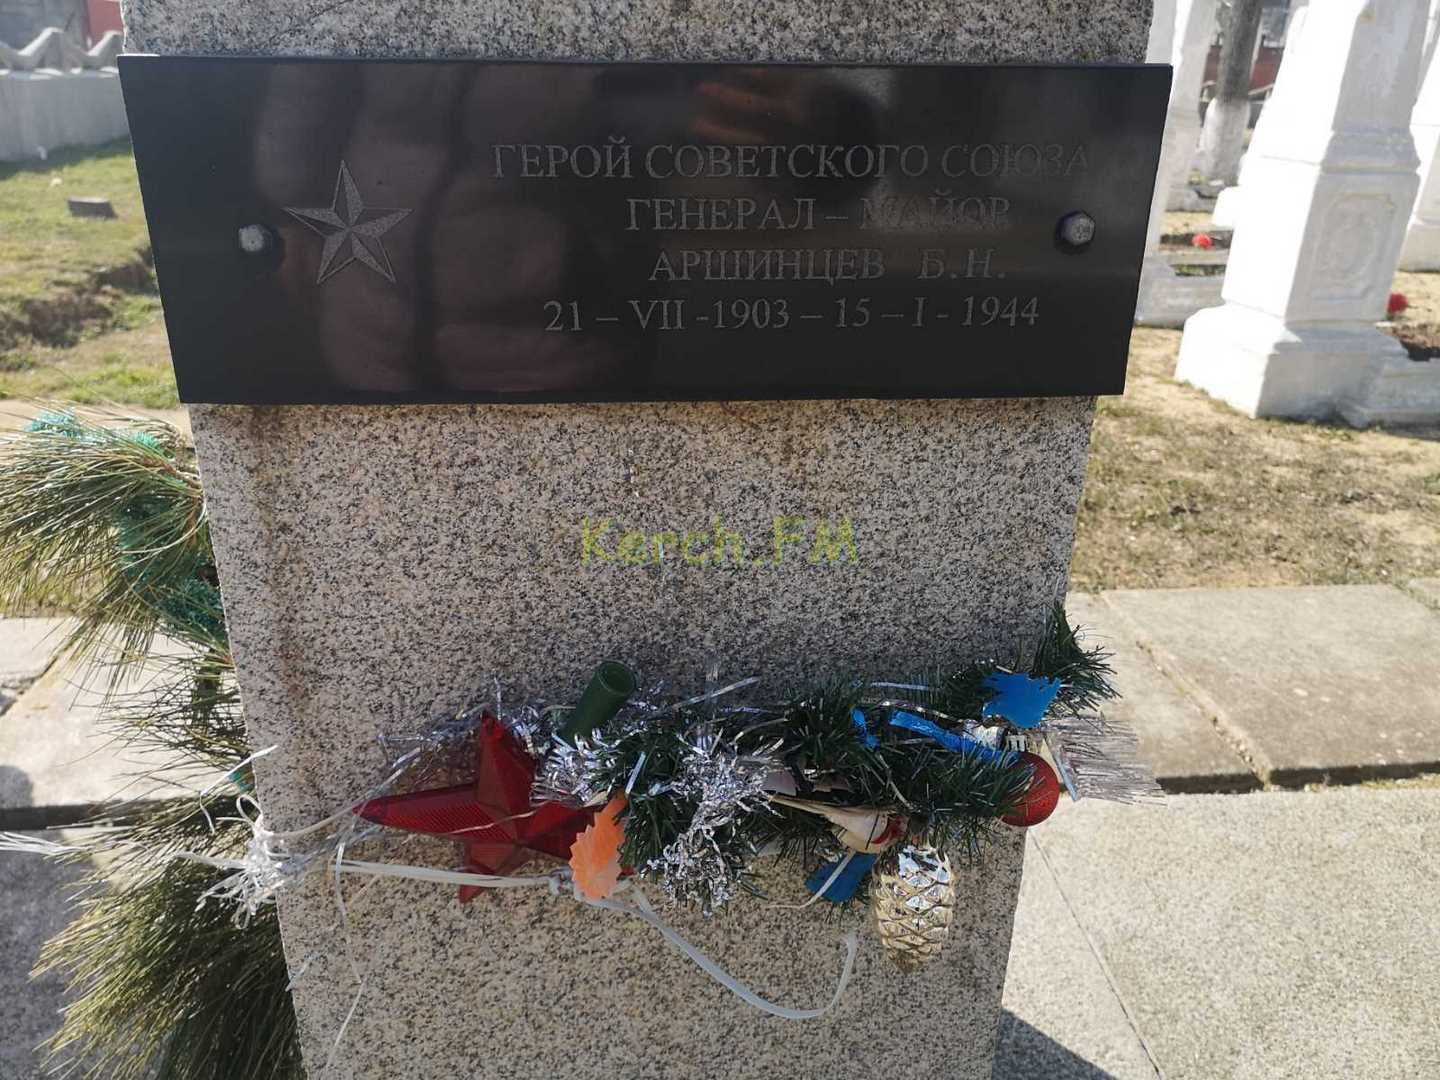 ГЕРОЙ СОВЕТСКОГО СОЮЗА
ГЕНЕРАЛ – МАЙОР
АРШИНЦЕВ Б.Н.
21 – VII -1903 – 15 – I - 1944
Kerch.FM